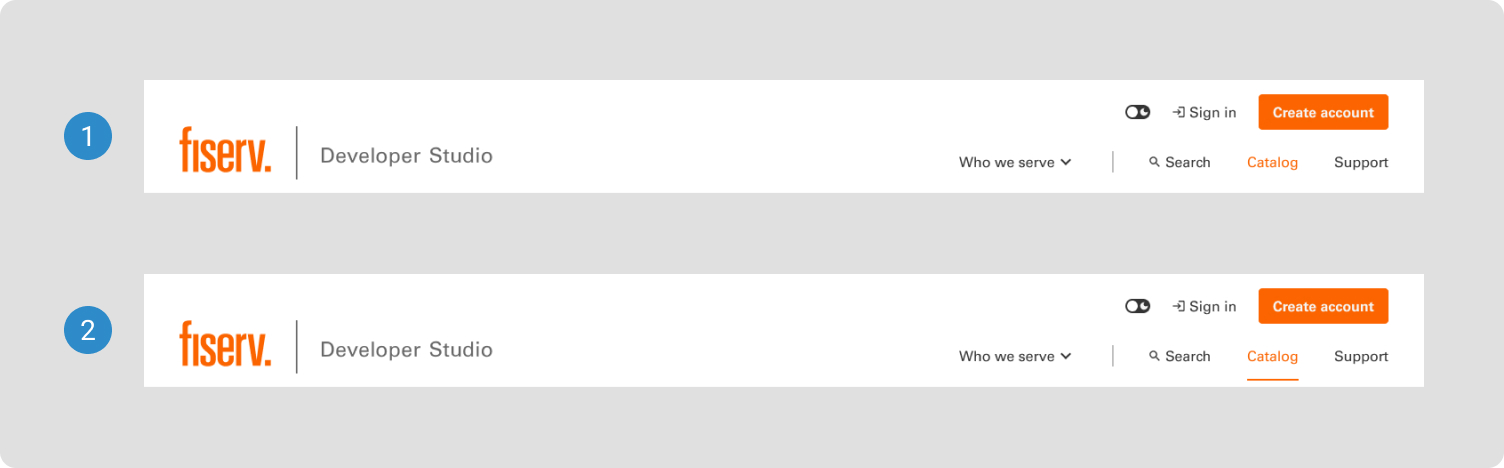 1
Sign in
Create account
fiserv.
Developer Studio
Who we serve
Search
Catalog
Support
2
Sign in
Create account
fiserv.
Developer Studio
Who we serve
Search
Catalog
Support